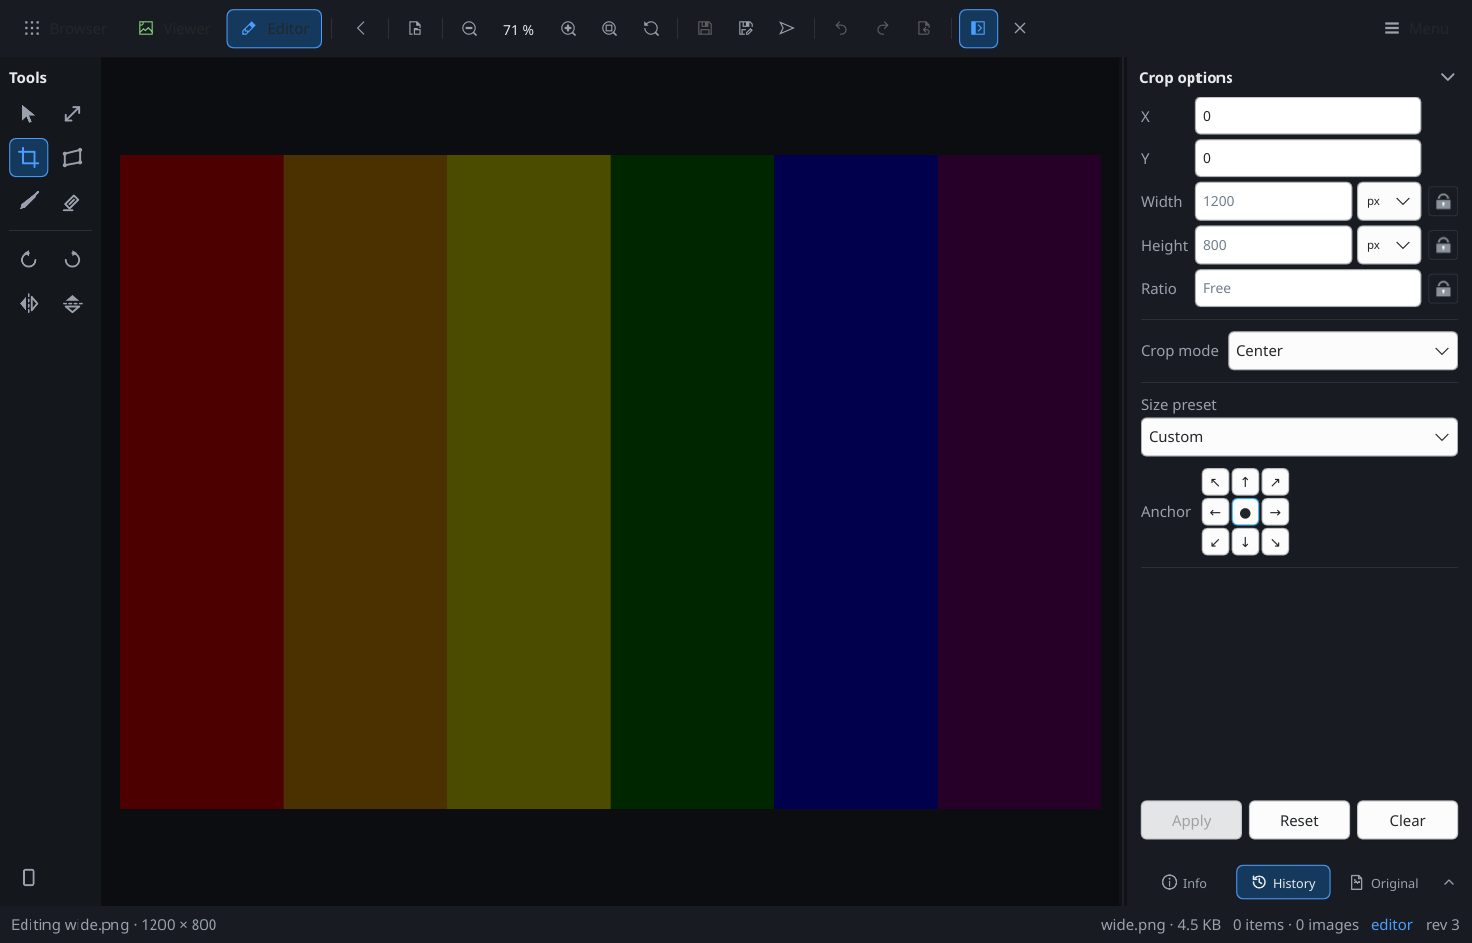 Browser Viewer Editor 71 % Menu
Tools
Crop options
X 0
Y 0
Width 1200 px
Height 800 px
Ratio Free
Crop mode Center
Size preset
Custom
↖ ↑ ↗
Anchor ← ● →
↙ ↓ ↘
Apply Reset Clear
Info History Original
Editing wide.png · 1200 × 800 wide.png · 4.5 KB 0 items · 0 images editor rev 3